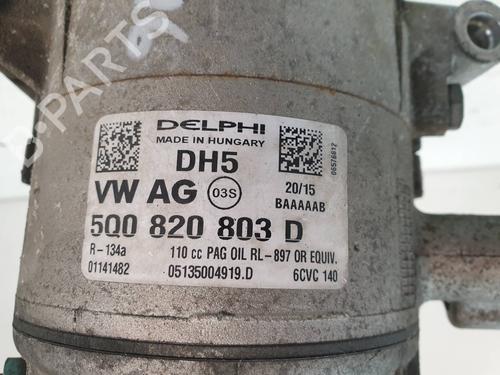 DELPHI
MADE IN HUNGARY
DH5
VW AG 03S 20/15
BAAAAAB
5Q0 820 803 D
R-134a 110 cc PAG OIL RL-897 OR EQUIV.
01141482 05135004919.D 6CVC 140
06576812
B-PARTS